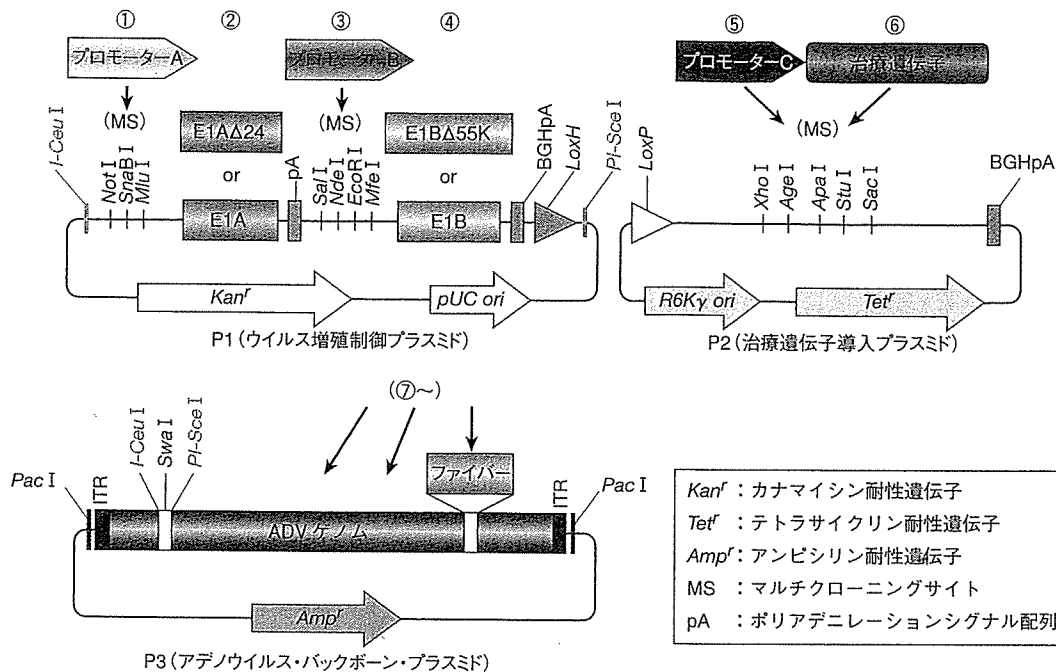 ① ② ③ ④ ⑤ ⑥
プロモーターA
プロモーターB
プロモーターC
治療遺伝子
(MS)
(MS)
(MS)
E1AΔ24
E1BΔ55K
or
or
I-Ceu I
Not I
SnaB I
Mlu I
E1A
pA
Sal I
Nde I
EcoR I
Mfe I
E1B
BGHpA
LoxH
PI-Sce I
LoxP
Xho I
Age I
Apa I
Stu I
Sac I
BGHpA
Kanʳ
pUC ori
R6Kγ ori
Tetʳ
P1(ウイルス増殖制御プラスミド)
P2(治療遺伝子導入プラスミド)
(⑦~)
I-Ceu I
Swa I
PI-Sce I
ファイバー
Pac I
ITR
ADVゲノム
ITR
Pac I
Ampʳ
P3(アデノウイルス・バックボーン・プラスミド)
Kanʳ:カナマイシン耐性遺伝子
Tetʳ:テトラサイクリン耐性遺伝子
Ampʳ:アンピシリン耐性遺伝子
MS:マルチクローニングサイト
pA:ポリアデニレーションシグナル配列